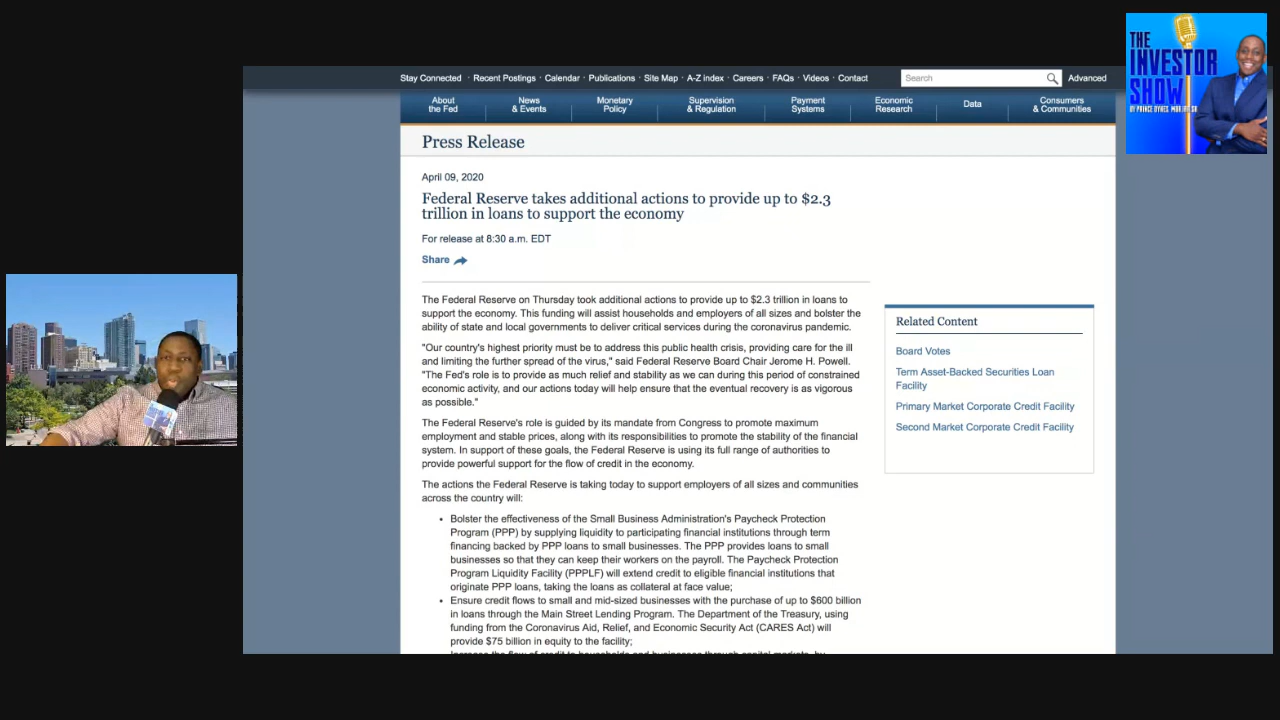 Stay Connected · Recent Postings · Calendar · Publications · Site Map · A-Z index · Careers · FAQs · Videos · Contact
Search
Advanced
About the Fed
News & Events
Monetary Policy
Supervision & Regulation
Payment Systems
Economic Research
Data
Consumers & Communities
THE
INVESTOR
SHOW
BY PRINCE DYKES, MBA
Press Release
April 09, 2020
Federal Reserve takes additional actions to provide up to $2.3
trillion in loans to support the economy
For release at 8:30 a.m. EDT
Share
The Federal Reserve on Thursday took additional actions to provide up to $2.3 trillion in loans to
support the economy. This funding will assist households and employers of all sizes and bolster the
ability of state and local governments to deliver critical services during the coronavirus pandemic.
"Our country's highest priority must be to address this public health crisis, providing care for the ill
and limiting the further spread of the virus," said Federal Reserve Board Chair Jerome H. Powell.
"The Fed's role is to provide as much relief and stability as we can during this period of constrained
economic activity, and our actions today will help ensure that the eventual recovery is as vigorous
as possible."
The Federal Reserve's role is guided by its mandate from Congress to promote maximum
employment and stable prices, along with its responsibilities to promote the stability of the financial
system. In support of these goals, the Federal Reserve is using its full range of authorities to
provide powerful support for the flow of credit in the economy.
The actions the Federal Reserve is taking today to support employers of all sizes and communities
across the country will:
• Bolster the effectiveness of the Small Business Administration's Paycheck Protection
Program (PPP) by supplying liquidity to participating financial institutions through term
financing backed by PPP loans to small businesses. The PPP provides loans to small
businesses so that they can keep their workers on the payroll. The Paycheck Protection
Program Liquidity Facility (PPPLF) will extend credit to eligible financial institutions that
originate PPP loans, taking the loans as collateral at face value;
• Ensure credit flows to small and mid-sized businesses with the purchase of up to $600 billion
in loans through the Main Street Lending Program. The Department of the Treasury, using
funding from the Coronavirus Aid, Relief, and Economic Security Act (CARES Act) will
provide $75 billion in equity to the facility;
Increase the flow of credit to households and businesses through capital markets, by
Related Content
Board Votes
Term Asset-Backed Securities Loan
Facility
Primary Market Corporate Credit Facility
Second Market Corporate Credit Facility